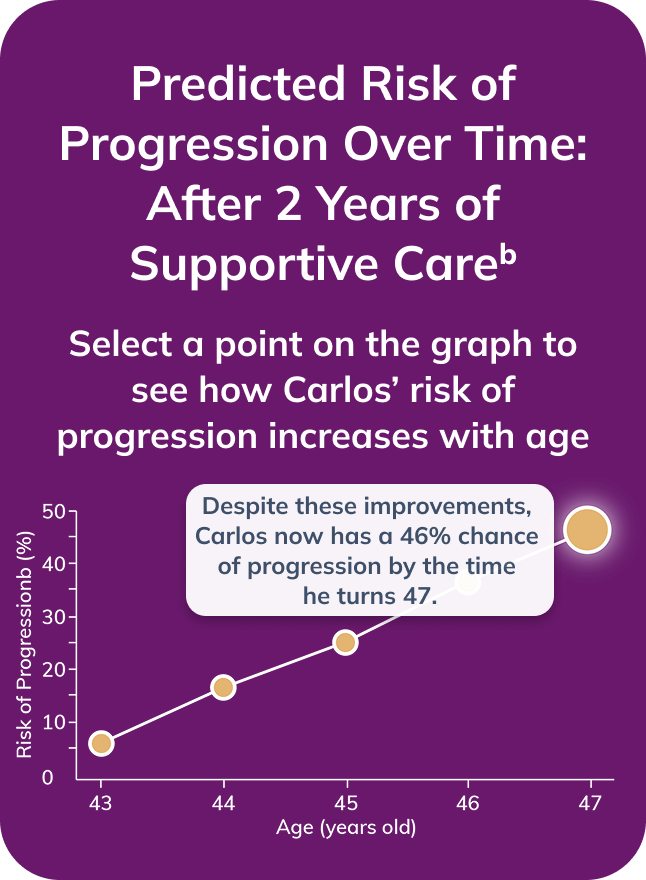 Predicted Risk of
Progression Over Time:
After 2 Years of
Supportive Careᵇ
Select a point on the graph to
see how Carlos’ risk of
progression increases with age
Despite these improvements,
Carlos now has a 46% chance
of progression by the time
he turns 47.
Risk of Progressionb (%)
50
40
30
20
10
0
43 44 45 46 47
Age (years old)